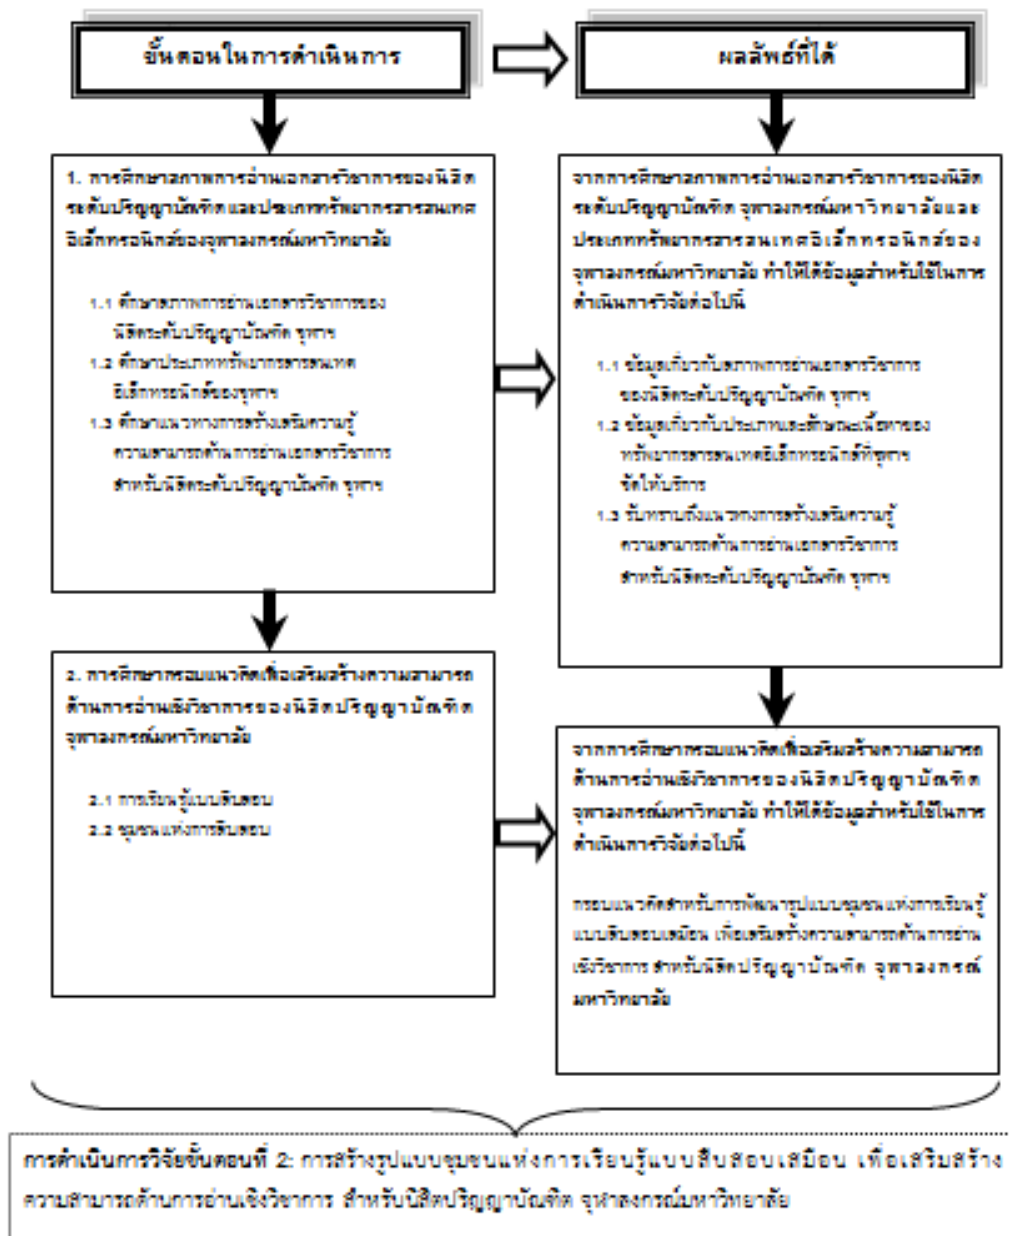 ขั้นตอนในการดำเนินการ
ผลลัพธ์ที่ได้
1. การศึกษาสภาพการอ่านเอกสารวิชาการของนิสิต
ระดับปริญญาบัณฑิต และประเภททรัพยากรสารสนเทศ
อิเล็กทรอนิกส์ของจุฬาลงกรณ์มหาวิทยาลัย
1.1 ศึกษาสภาพการอ่านเอกสารวิชาการของ
นิสิตระดับปริญญาบัณฑิต จุฬาฯ
1.2 ศึกษาประเภททรัพยากรสารสนเทศ
อิเล็กทรอนิกส์ของจุฬาฯ
1.3 ศึกษาแนวทางการสร้างเสริมความรู้
ความสามารถด้านการอ่านเอกสารวิชาการ
สำหรับนิสิตระดับปริญญาบัณฑิต จุฬาฯ
จากการศึกษาสภาพการอ่านเอกสารวิชาการของนิสิต
ระดับปริญญาบัณฑิต จุฬาลงกรณ์มหาวิทยาลัยและ
ประเภททรัพยากรสารสนเทศอิเล็กทรอนิกส์ของ
จุฬาลงกรณ์มหาวิทยาลัย ทำให้ได้ข้อมูลสำหรับใช้ในการ
ดำเนินการวิจัยต่อไปนี้
1.1 ข้อมูลเกี่ยวกับสภาพการอ่านเอกสารวิชาการ
ของนิสิตระดับปริญญาบัณฑิต จุฬาฯ
1.2 ข้อมูลเกี่ยวกับประเภทและลักษณะเนื้อหาของ
ทรัพยากรสารสนเทศอิเล็กทรอนิกส์ที่จุฬาฯ
จัดให้บริการ
1.3 รับทราบถึงแนวทางการสร้างเสริมความรู้
ความสามารถด้านการอ่านเอกสารวิชาการ
สำหรับนิสิตระดับปริญญาบัณฑิต จุฬาฯ
2. การศึกษากรอบแนวคิดเพื่อเสริมสร้างความสามารถ
ด้านการอ่านเชิงวิชาการของนิสิตปริญญาบัณฑิต
จุฬาลงกรณ์มหาวิทยาลัย
2.1 การเรียนรู้แบบสืบสอบ
2.2 ชุมชนแห่งการสืบสอบ
จากการศึกษากรอบแนวคิดเพื่อเสริมสร้างความสามารถ
ด้านการอ่านเชิงวิชาการของนิสิตปริญญาบัณฑิต
จุฬาลงกรณ์มหาวิทยาลัย ทำให้ได้ข้อมูลสำหรับใช้ในการ
ดำเนินการวิจัยต่อไปนี้
กรอบแนวคิดสำหรับการพัฒนารูปแบบชุมชนแห่งการเรียนรู้
แบบสืบสอบเสมือน เพื่อเสริมสร้างความสามารถด้านการอ่าน
เชิงวิชาการ สำหรับนิสิตปริญญาบัณฑิต จุฬาลงกรณ์
มหาวิทยาลัย
การดำเนินการวิจัยขั้นตอนที่ 2: การสร้างรูปแบบชุมชนแห่งการเรียนรู้แบบสืบสอบเสมือน เพื่อเสริมสร้าง
ความสามารถด้านการอ่านเชิงวิชาการ สำหรับนิสิตปริญญาบัณฑิต จุฬาลงกรณ์มหาวิทยาลัย